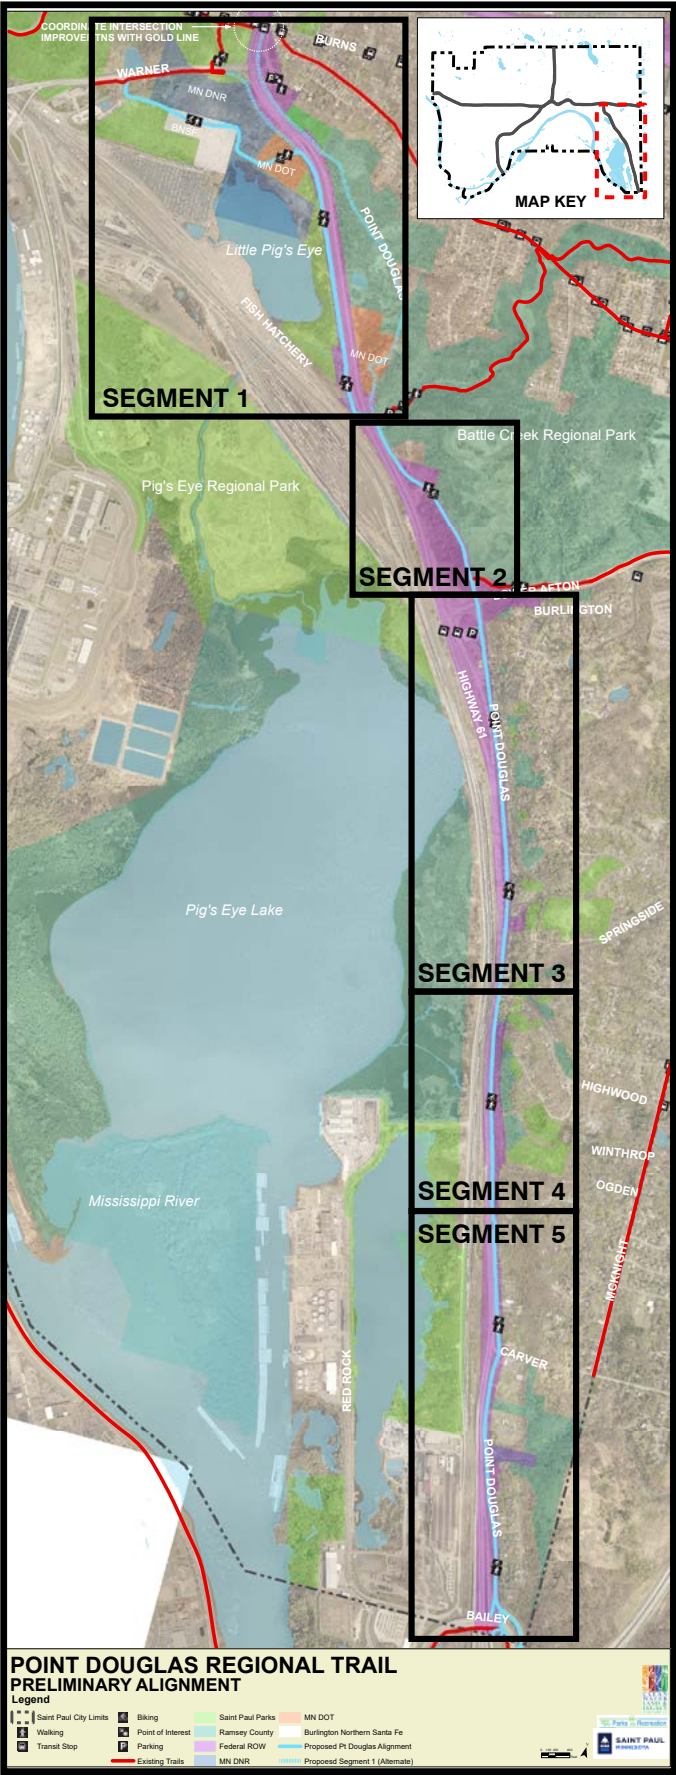 COORDINATE INTERSECTION
IMPROVEMTNS WITH GOLD LINE
BURNS
WARNER
MN DNR
BNSF
MN DOT
MAP KEY
POINT DOUGLAS
Little Pig's Eye
FISH HATCHERY
MN DOT
SEGMENT 1
Battle Creek Regional Park
Pig's Eye Regional Park
SEGMENT 2
AFTON
BURLINGTON
HIGHWAY 61
POINT DOUGLAS
Pig's Eye Lake
SPRINGSIDE
SEGMENT 3
HIGHWOOD
WINTHROP
OGDEN
SEGMENT 4
Mississippi River
SEGMENT 5
MCKNIGHT
CARVER
RED ROCK
POINT DOUGLAS
BAILEY
POINT DOUGLAS REGIONAL TRAIL
PRELIMINARY ALIGNMENT
Legend
Saint Paul City Limits
Walking
Transit Stop
Biking
Point of Interest
P Parking
Existing Trails
Saint Paul Parks
Ramsey County
Federal ROW
MN DNR
MN DOT
Burlington Northern Santa Fe
Proposed Pt Douglas Alignment
Propoesd Segment 1 (Alternate)
Parks & Recreation
SAINT PAUL
MINNESOTA